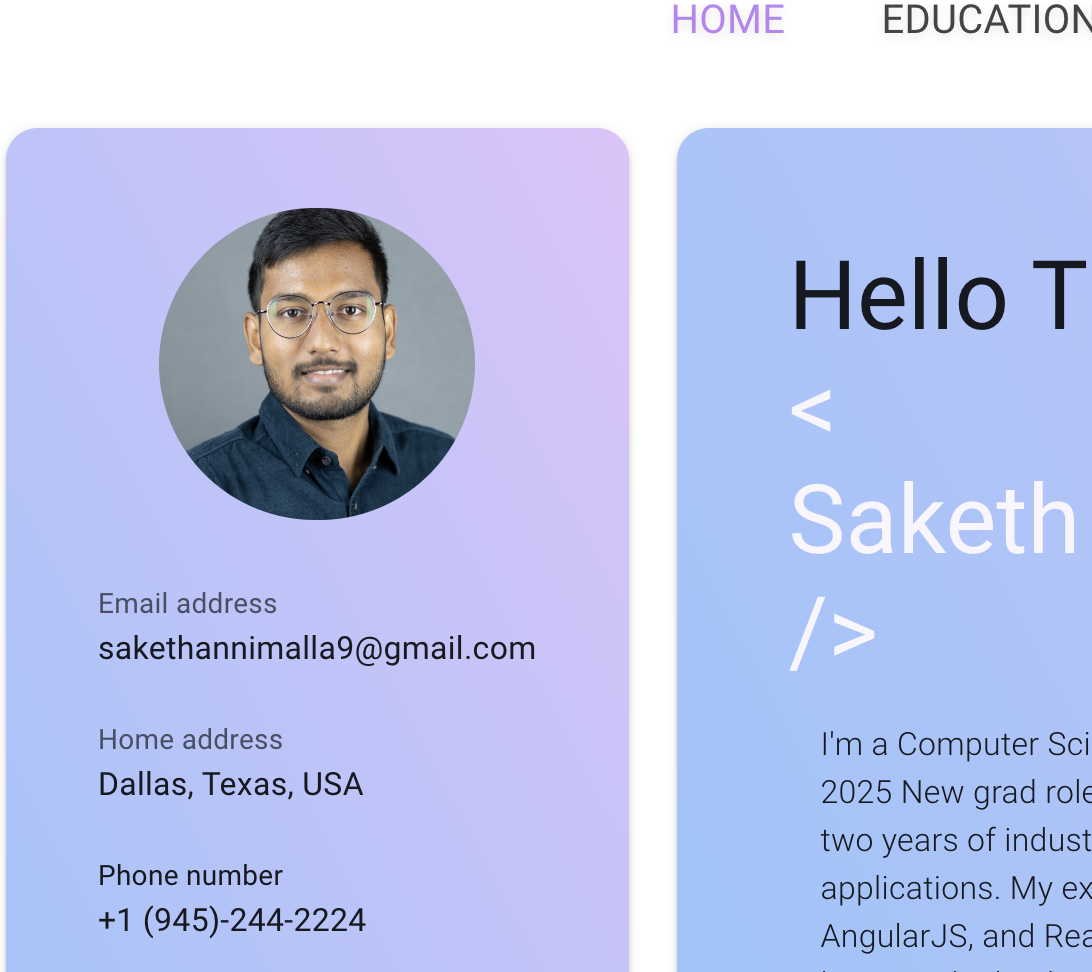 HOME EDUCATION
Email address
sakethannimalla9@gmail.com
Home address
Dallas, Texas, USA
Phone number
+1 (945)-244-2224
Hello T
<
Saketh
/>
I'm a Computer Sci
2025 New grad role
two years of indust
applications. My ex
AngularJS, and Rea